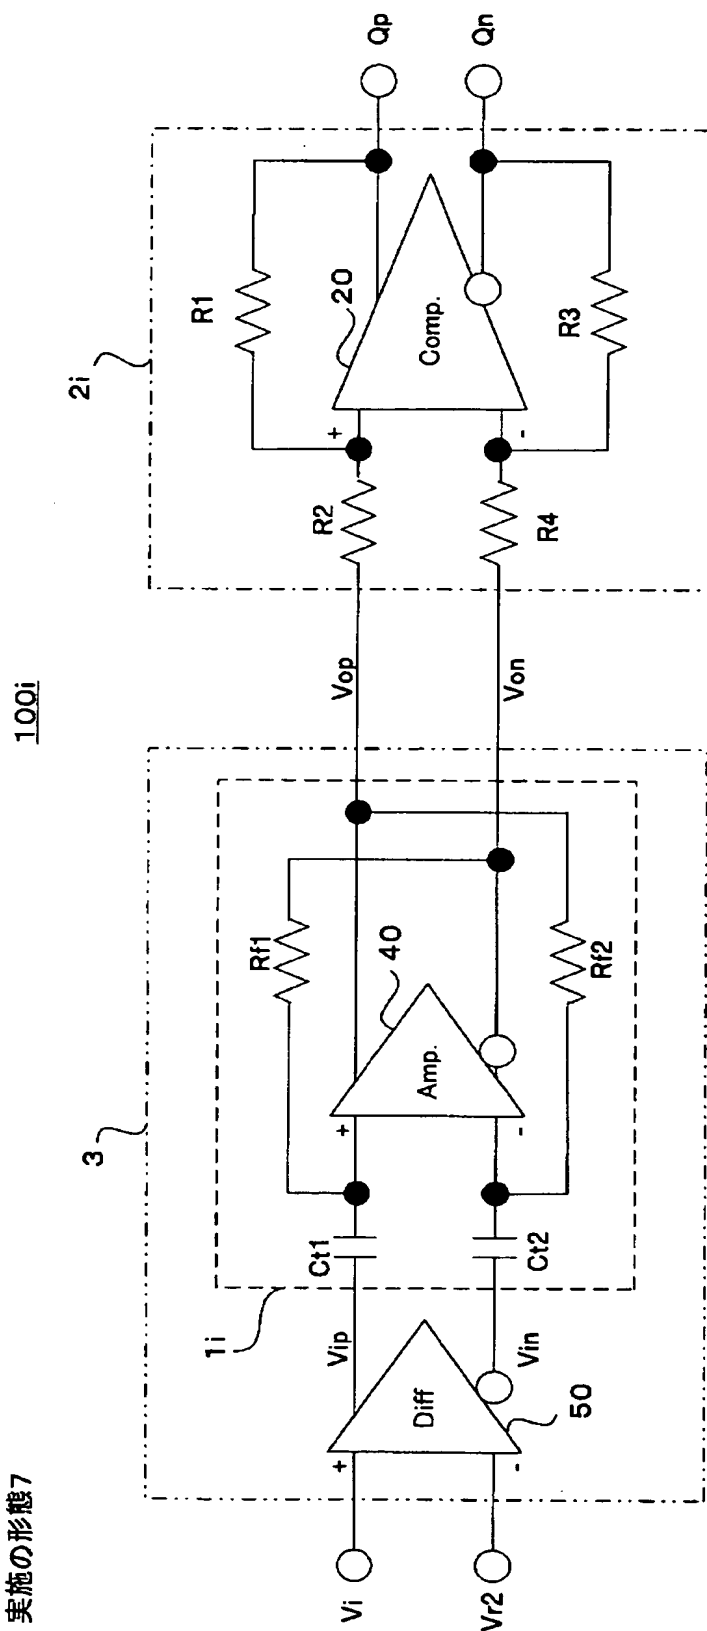 実施の形態7
100i
3
2i
1i
Rf1
R1
40
20
Vi
+
Vip
Ct1
+
Vop
R2
+
Qp
Diff
Amp.
Comp.
Vr2
-
Vin
Ct2
-
Von
R4
-
Qn
50
Rf2
R3